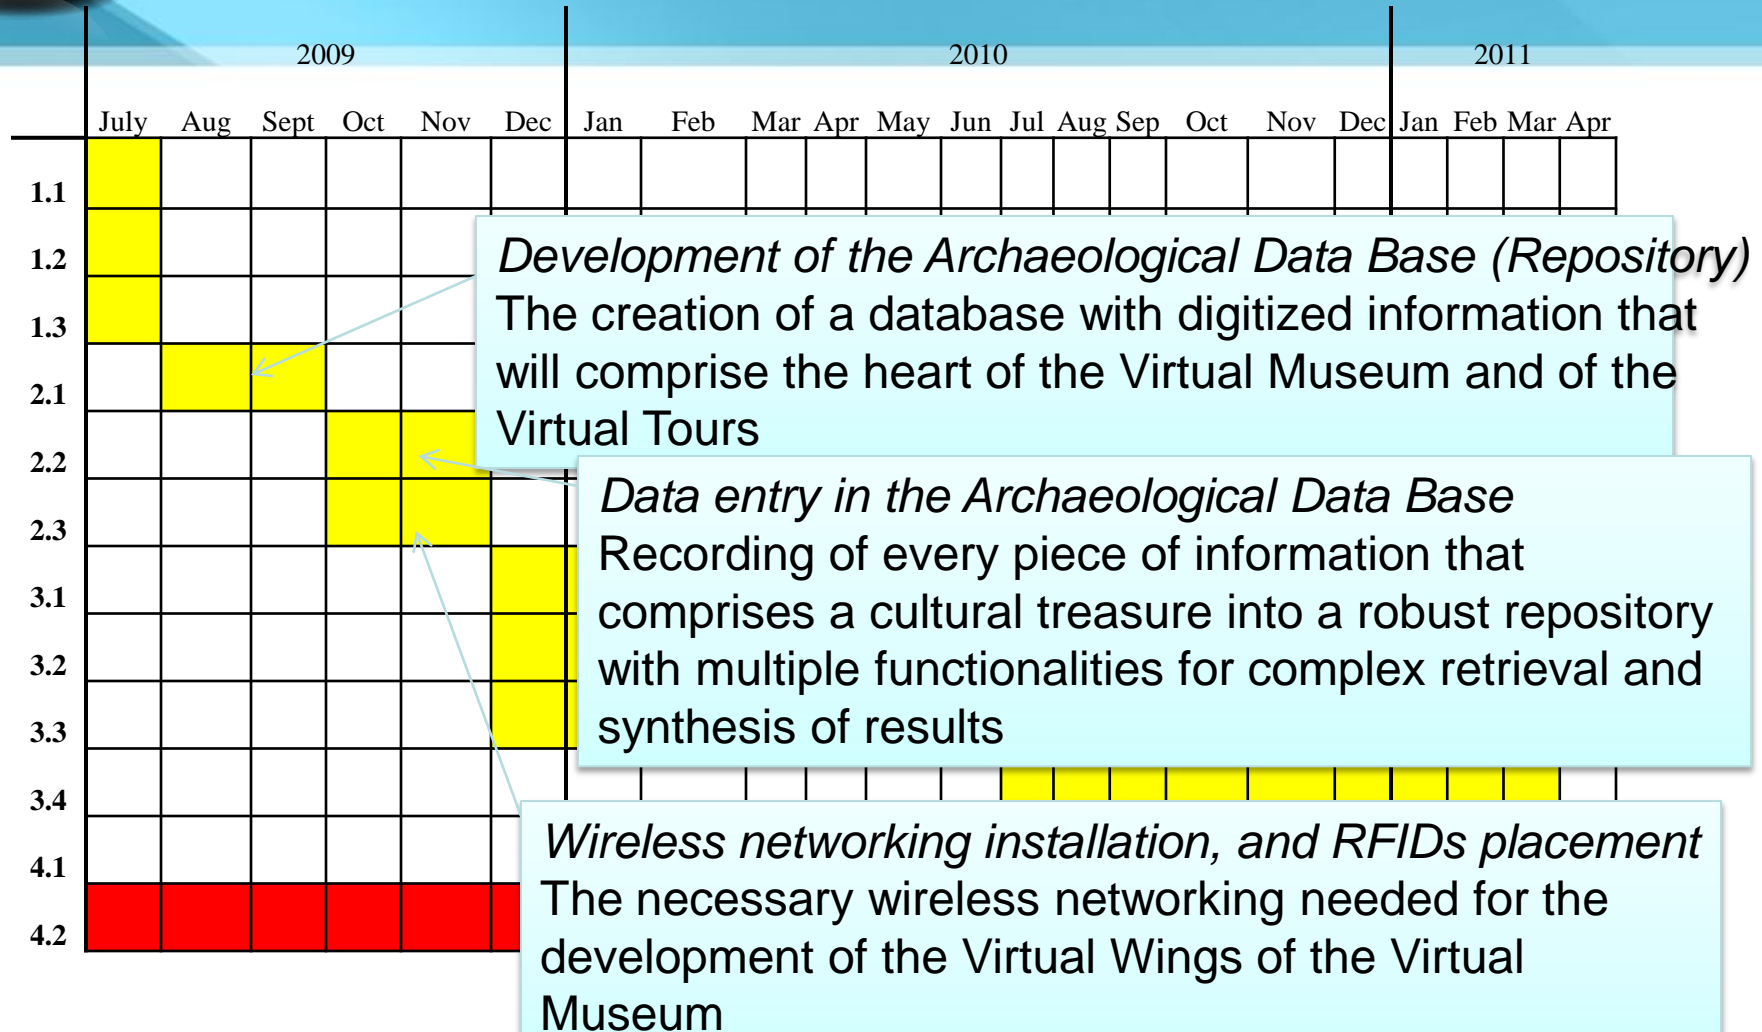 2009 2010 2011
July Aug Sept Oct Nov Dec Jan Feb Mar Apr May Jun Jul Aug Sep Oct Nov Dec Jan Feb Mar Apr
1.1
1.2
1.3
2.1
2.2
2.3
3.1
3.2
3.3
3.4
4.1
4.2
Development of the Archaeological Data Base (Repository)
The creation of a database with digitized information that
will comprise the heart of the Virtual Museum and of the
Virtual Tours
Data entry in the Archaeological Data Base
Recording of every piece of information that
comprises a cultural treasure into a robust repository
with multiple functionalities for complex retrieval and
synthesis of results
Wireless networking installation, and RFIDs placement
The necessary wireless networking needed for the
development of the Virtual Wings of the Virtual
Museum